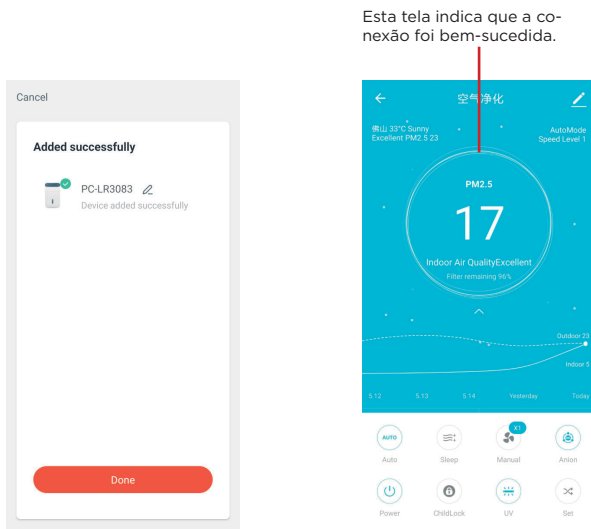 Esta tela indica que a co-
nexão foi bem-sucedida.
Cancel
Added successfully
PC-LR3083
Device added successfully
Done
空气净化
佛山 33°C Sunny
Excellent PM2.5 23
AutoMode
Speed Level 1
PM2.5
17
Indoor Air QualityExcellent
Filter remaining 96%
Outdoor 23
Indoor 5
5.12 5.13 5.14 Yesterday Today
AUTO
X1
Auto Sleep Manual Anion
Power ChildLock UV Set